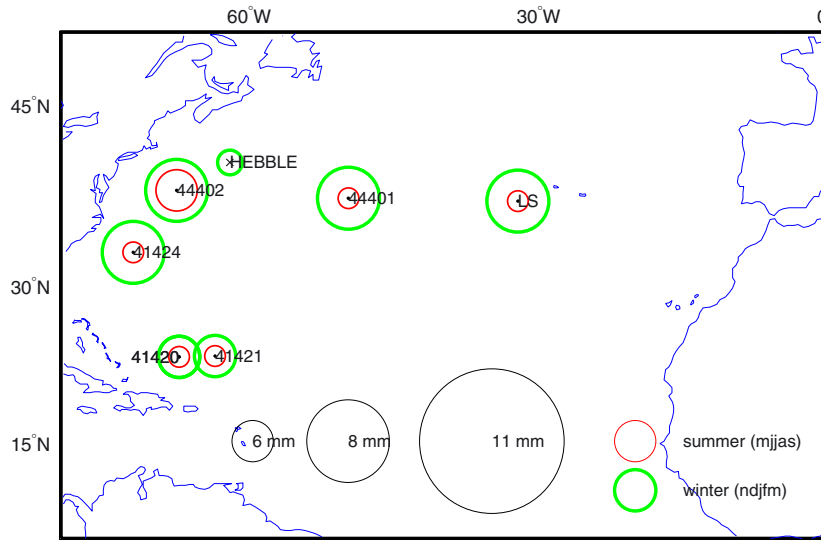 60°W 30°W 0
45°N
HEBBLE
44402 44401 LS
41424
30°N
41420 41421
15°N 6 mm 8 mm 11 mm summer (mjjas)
winter (ndjfm)